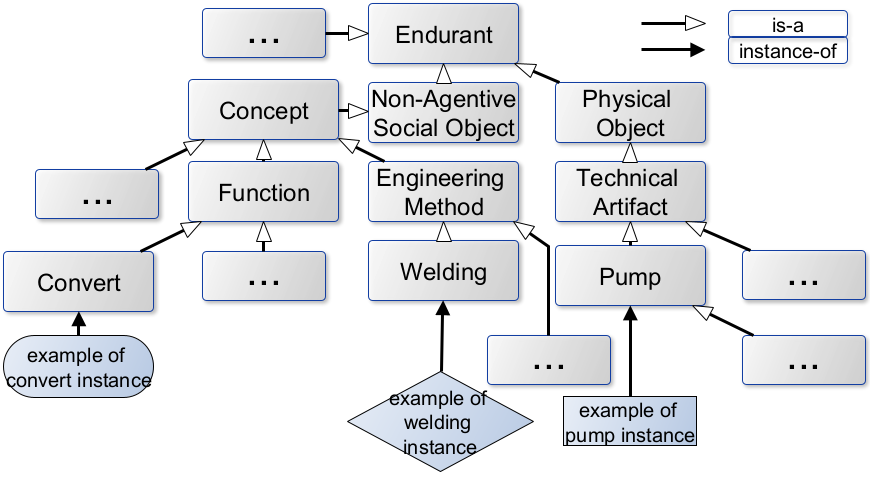 ...
Endurant
is-a
instance-of
Concept
Non-Agentive
Social Object
Physical
Object
...
Function
Engineering
Method
Technical
Artifact
Convert
...
Welding
Pump
...
example of
convert instance
...
...
example of
welding
instance
example of
pump instance